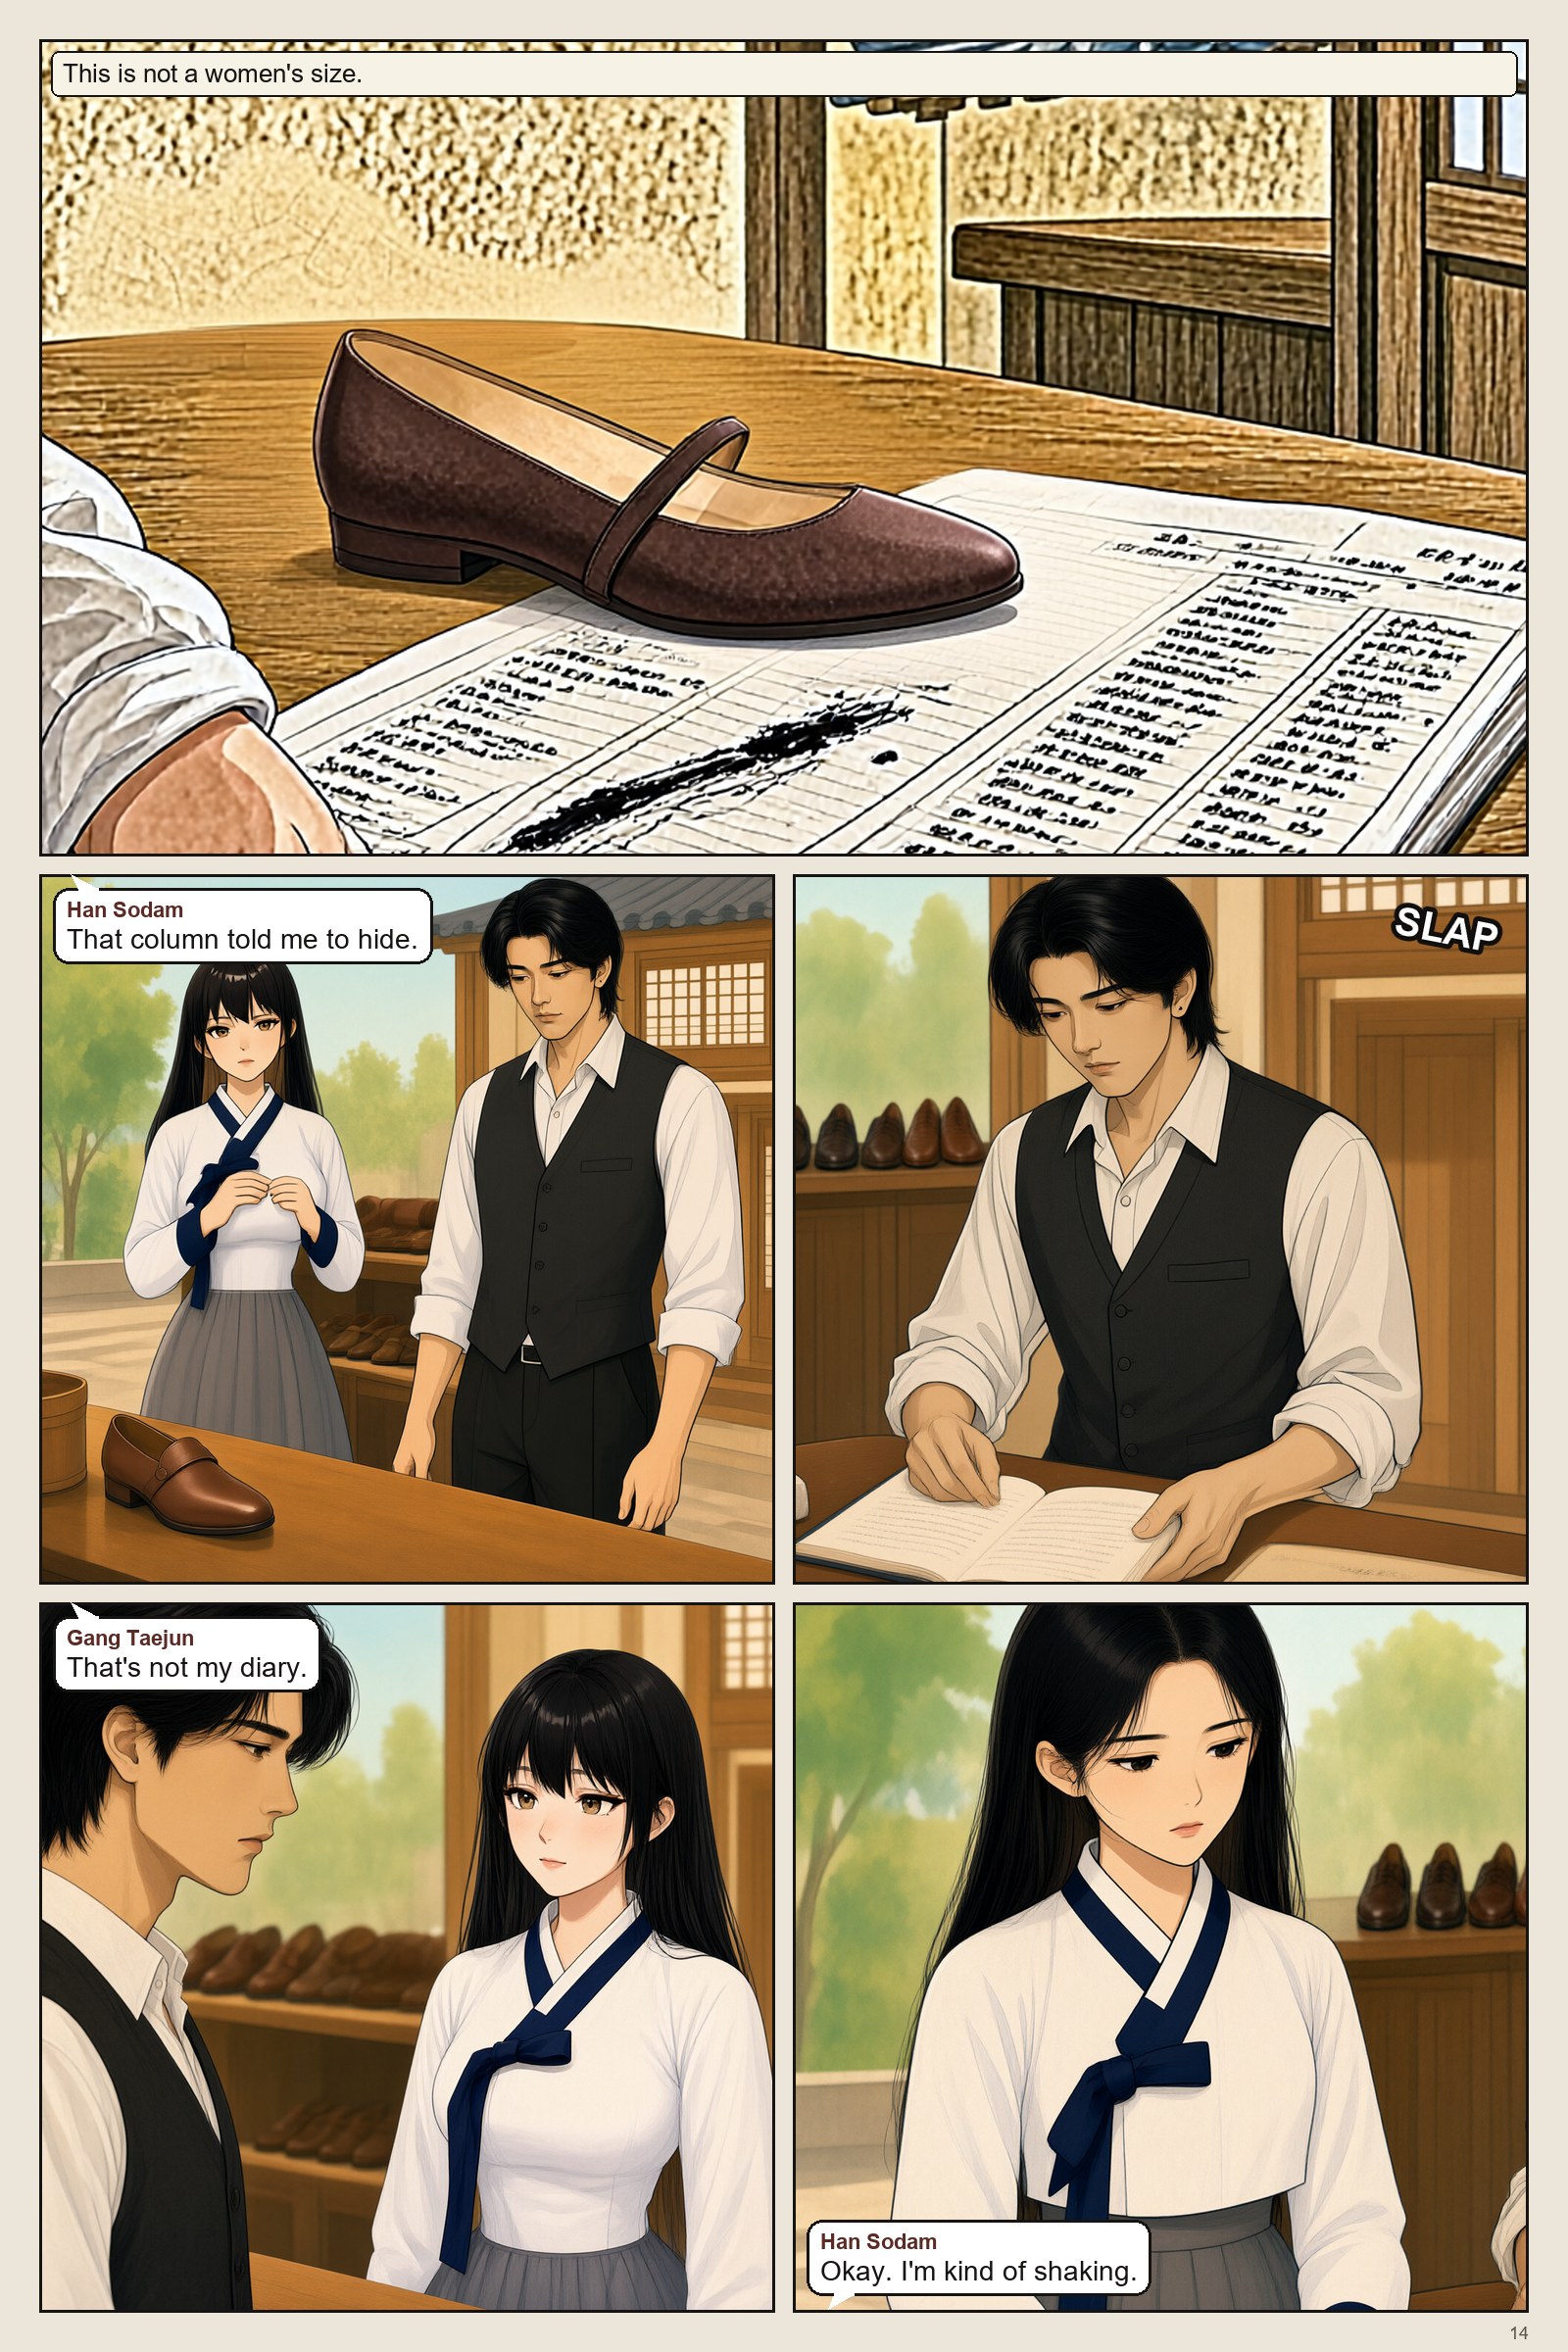 This is not a women's size.
Han Sodam
That column told me to hide.
SLAP
Gang Taejun
That's not my diary.
Han Sodam
Okay. I'm kind of shaking.
14